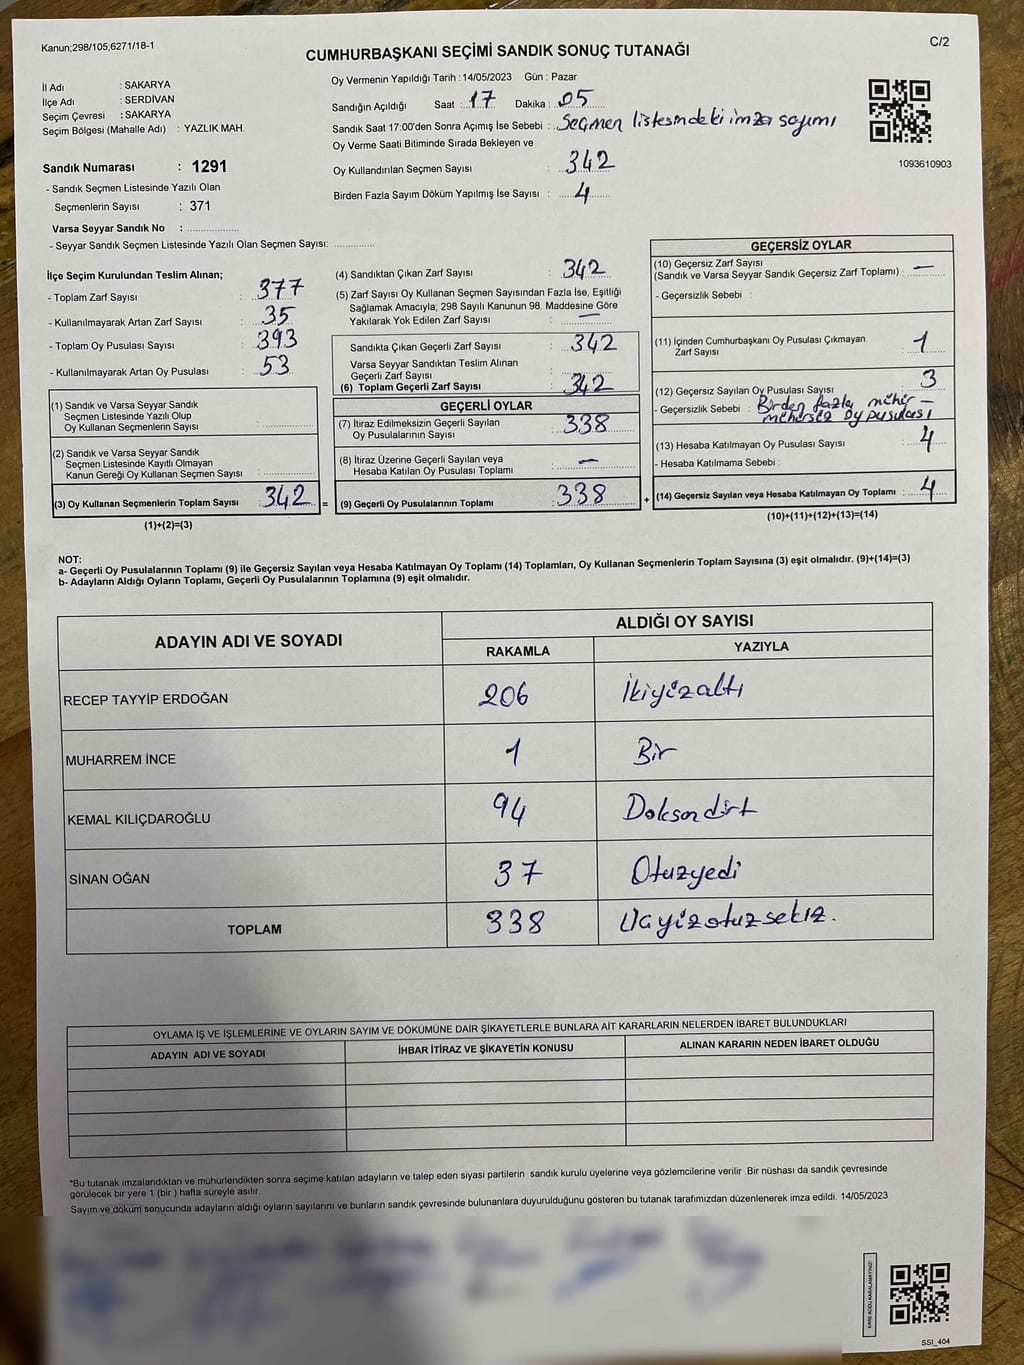 Kanun;298/105,6271/18-1
C/2
CUMHURBAŞKANI SEÇİMİ SANDIK SONUÇ TUTANAĞI
İl Adı : SAKARYA
İlçe Adı : SERDİVAN
Seçim Çevresi : SAKARYA
Seçim Bölgesi (Mahalle Adı) : YAZLIK MAH.
Sandık Numarası : 1291
- Sandık Seçmen Listesinde Yazılı Olan
Seçmenlerin Sayısı : 371
Varsa Seyyar Sandık No :
- Seyyar Sandık Seçmen Listesinde Yazılı Olan Seçmen Sayısı:
Oy Vermenin Yapıldığı Tarih :14/05/2023 Gün : Pazar
Sandığın Açıldığı Saat : 17 Dakika : 05
Sandık Saat 17:00'den Sonra Açımış İse Sebebi : Seçmen listesindeki imza sayımı
Oy Verme Saati Bitiminde Sırada Bekleyen ve
Oy Kullandırılan Seçmen Sayısı : 342
Birden Fazla Sayım Döküm Yapılmış İse Sayısı : 4
1093610903
İlçe Seçim Kurulundan Teslim Alınan;
- Toplam Zarf Sayısı : 377
- Kullanılmayarak Artan Zarf Sayısı : 35
- Toplam Oy Pusulası Sayısı : 393
- Kullanılmayarak Artan Oy Pusulası : 53
(1) Sandık ve Varsa Seyyar Sandık
Seçmen Listesinde Yazılı Olup
Oy Kullanan Seçmenlerin Sayısı :
(2) Sandık ve Varsa Seyyar Sandık
Seçmen Listesinde Kayıtlı Olmayan
Kanun Gereği Oy Kullanan Seçmen Sayısı :
(3) Oy Kullanan Seçmenlerin Toplam Sayısı : 342 =
(1)+(2)=(3)
(4) Sandıktan Çıkan Zarf Sayısı : 342
(5) Zarf Sayısı Oy Kullanan Seçmen Sayısından Fazla İse, Eşitliği
Sağlamak Amacıyla; 298 Sayılı Kanunun 98. Maddesine Göre
Yakılarak Yok Edilen Zarf Sayısı : —
Sandıkta Çıkan Geçerli Zarf Sayısı : 342
Varsa Seyyar Sandıktan Teslim Alınan
Geçerli Zarf Sayısı :
(6) Toplam Geçerli Zarf Sayısı : 342
GEÇERLİ OYLAR
(7) İtiraz Edilmeksizin Geçerli Sayılan
Oy Pusulalarının Sayısı : 338
(8) İtiraz Üzerine Geçerli Sayılan veya
Hesaba Katılan Oy Pusulası Toplamı : —
(9) Geçerli Oy Pusulalarının Toplamı : 338 +
GEÇERSİZ OYLAR
(10) Geçersiz Zarf Sayısı
(Sandık ve Varsa Seyyar Sandık Geçersiz Zarf Toplamı) : —
- Geçersizlik Sebebi :
(11) İçinden Cumhurbaşkanı Oy Pusulası Çıkmayan
Zarf Sayısı : 1
(12) Geçersiz Sayılan Oy Pusulası Sayısı : 3
- Geçersizlik Sebebi : Birden fazla mühür -
mühürsüz oy pusulası
(13) Hesaba Katılmayan Oy Pusulası Sayısı : 4
- Hesaba Katılmama Sebebi :
(14) Geçersiz Sayılan veya Hesaba Katılmayan Oy Toplamı : 4
(10)+(11)+(12)+(13)=(14)
NOT:
a- Geçerli Oy Pusulalarının Toplamı (9) ile Geçersiz Sayılan veya Hesaba Katılmayan Oy Toplamı (14) Toplamları, Oy Kullanan Seçmenlerin Toplam Sayısına (3) eşit olmalıdır. (9)+(14)=(3)
b- Adayların Aldığı Oyların Toplamı, Geçerli Oy Pusulalarının Toplamına (9) eşit olmalıdır.
ADAYIN ADI VE SOYADI
ALDIĞI OY SAYISI
RAKAMLA YAZIYLA
RECEP TAYYİP ERDOĞAN 206 İkiyüzaltı
MUHARREM İNCE 1 Bir
KEMAL KILIÇDAROĞLU 94 Doksandört
SİNAN OĞAN 37 Otuzyedi
TOPLAM 338 Üçyüzotuzsekiz.
OYLAMA İŞ VE İŞLEMLERİNE VE OYLARIN SAYIM VE DÖKÜMÜNE DAİR ŞİKAYETLERLE BUNLARA AİT KARARLARIN NELERDEN İBARET BULUNDUKLARI
ADAYIN ADI VE SOYADI İHBAR İTİRAZ VE ŞİKAYETİN KONUSU ALINAN KARARIN NEDEN İBARET OLDUĞU
*Bu tutanak imzalandıktan ve mühürlendikten sonra seçime katılan adayların ve talep eden siyasi partilerin sandık kurulu üyelerine veya gözlemcilerine verilir .Bir nüshası da sandık çevresinde
görülecek bir yere 1 (bir ) hafta süreyle asılır.
Sayım ve döküm sonucunda adayların aldığı oyların sayılarını ve bunların sandık çevresinde bulunanlara duyurulduğunu gösteren bu tutanak tarafımızdan düzenlenerek imza edildi. 14/05/2023
KARE KODU KARALAMAYINIZ!
SSI_404